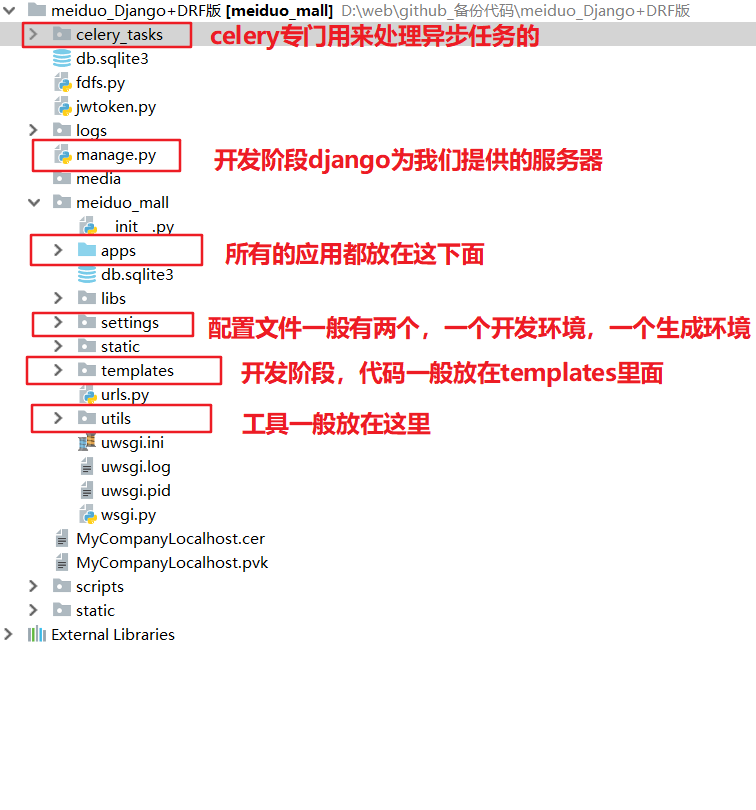 meiduo_Django+DRF版 [meiduo_mall] D:\web\github_备份代码\meiduo_Django+DRF版
celery_tasks celery专门用来处理异步任务的
db.sqlite3
fdfs.py
jwtoken.py
logs
manage.py 开发阶段django为我们提供的服务器
media
meiduo_mall
__init__.py
apps 所有的应用都放在这下面
db.sqlite3
libs
settings 配置文件一般有两个，一个开发环境，一个生成环境
static
templates 开发阶段，代码一般放在templates里面
urls.py
utils 工具一般放在这里
uwsgi.ini
uwsgi.log
uwsgi.pid
wsgi.py
MyCompanyLocalhost.cer
MyCompanyLocalhost.pvk
scripts
static
External Libraries